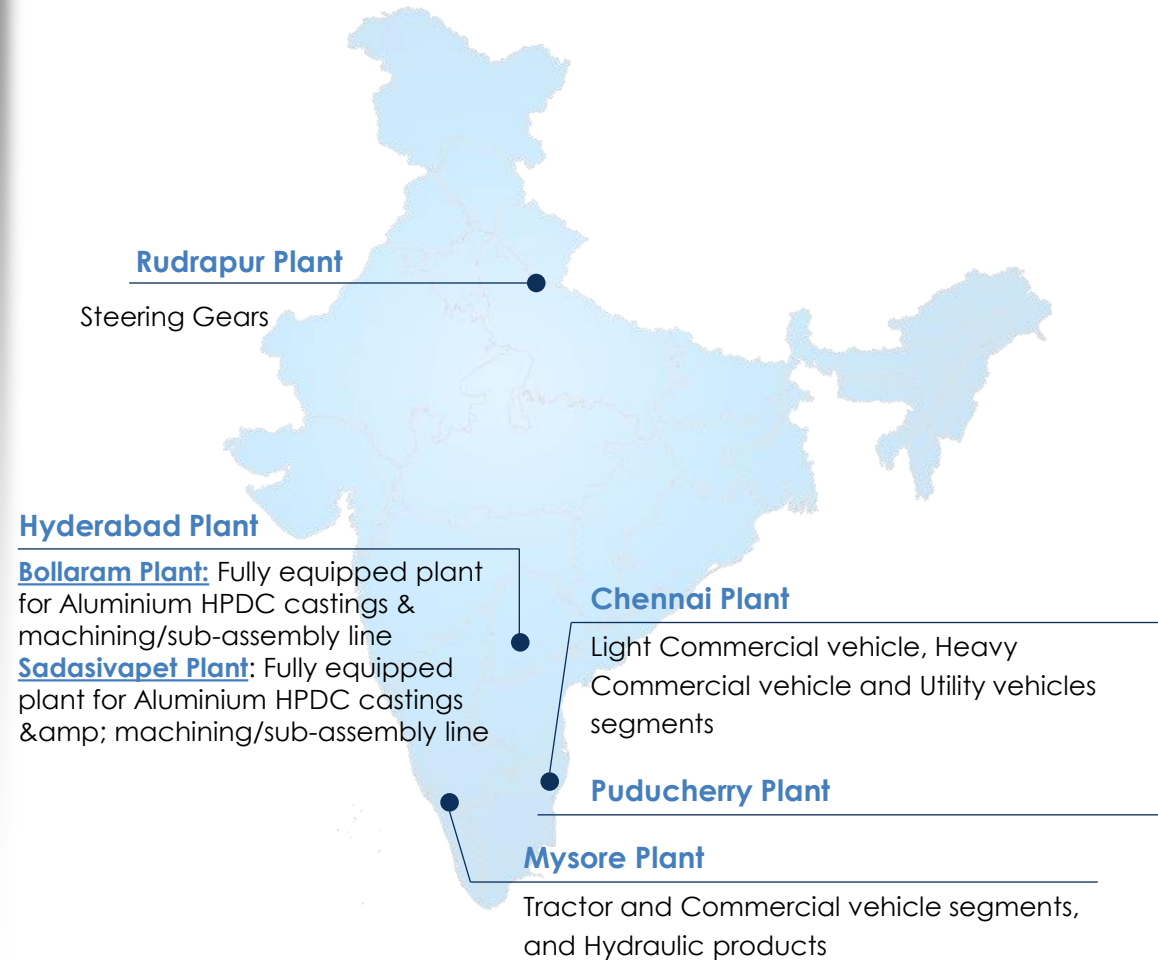 Rudrapur Plant
Steering Gears
Hyderabad Plant
Bollaram Plant: Fully equipped plant
for Aluminium HPDC castings &
machining/sub-assembly line
Sadasivapet Plant: Fully equipped
plant for Aluminium HPDC castings
&amp; machining/sub-assembly line
Chennai Plant
Light Commercial vehicle, Heavy
Commercial vehicle and Utility vehicles
segments
Puducherry Plant
Mysore Plant
Tractor and Commercial vehicle segments,
and Hydraulic products